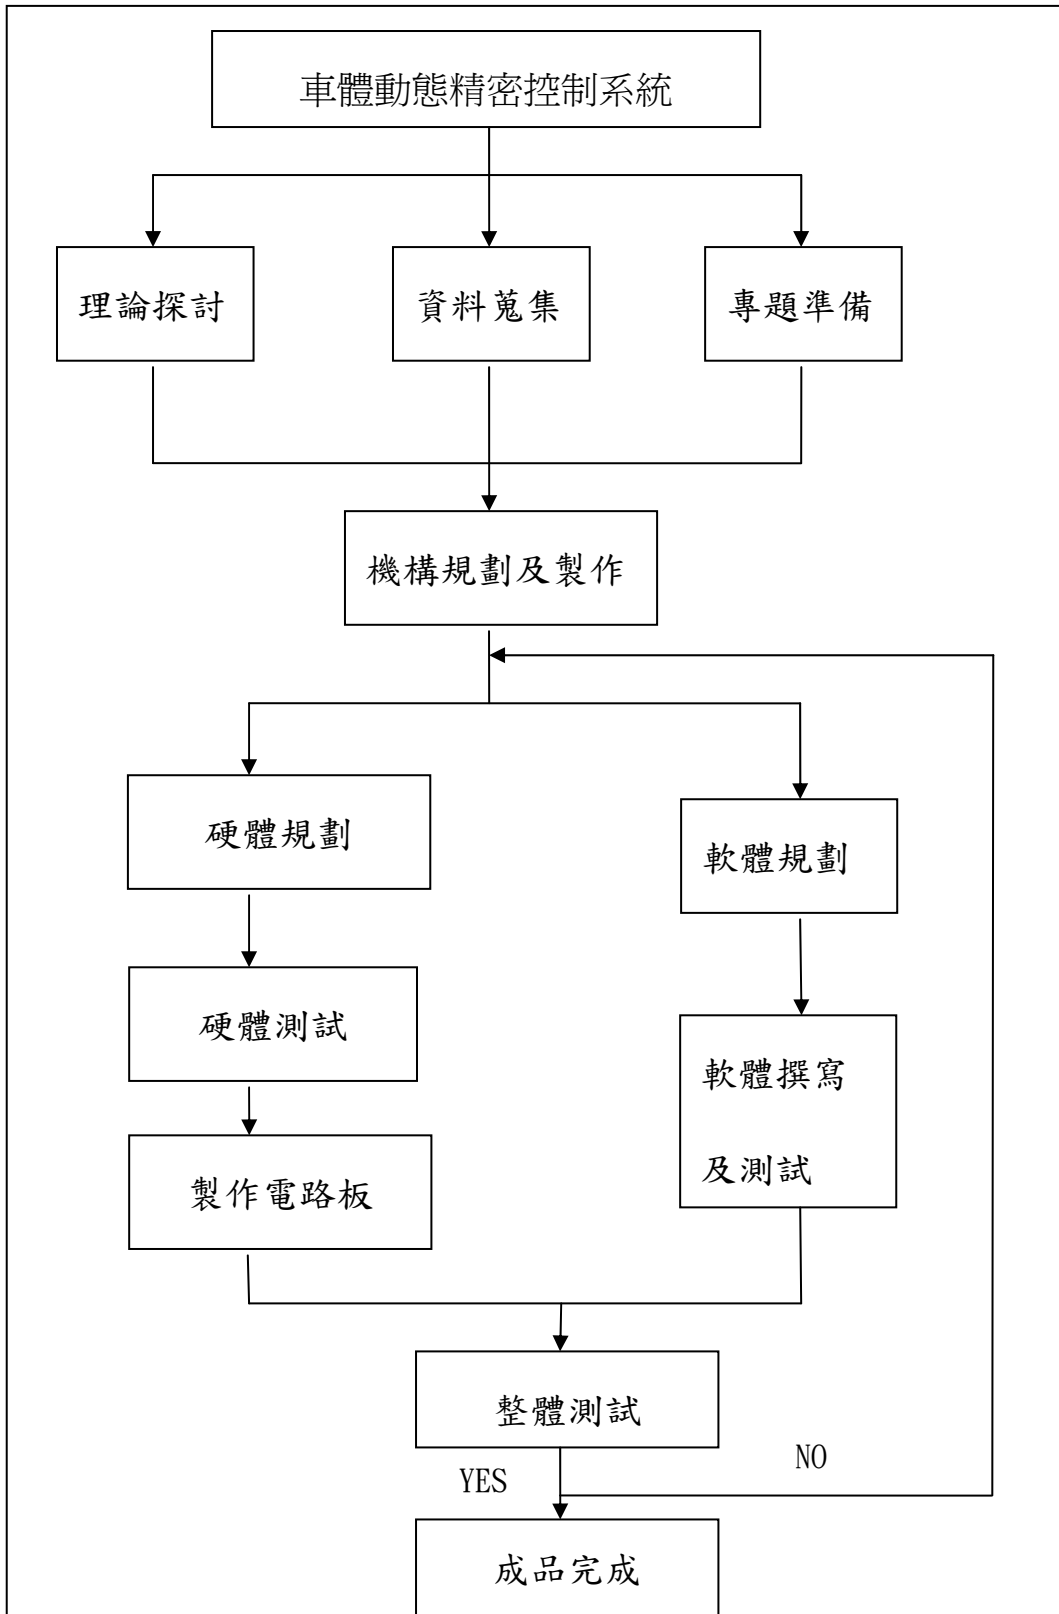 車體動態精密控制系統
理論探討
資料蒐集
專題準備
機構規劃及製作
硬體規劃
軟體規劃
硬體測試
軟體撰寫
及測試
製作電路板
整體測試
YES
NO
成品完成